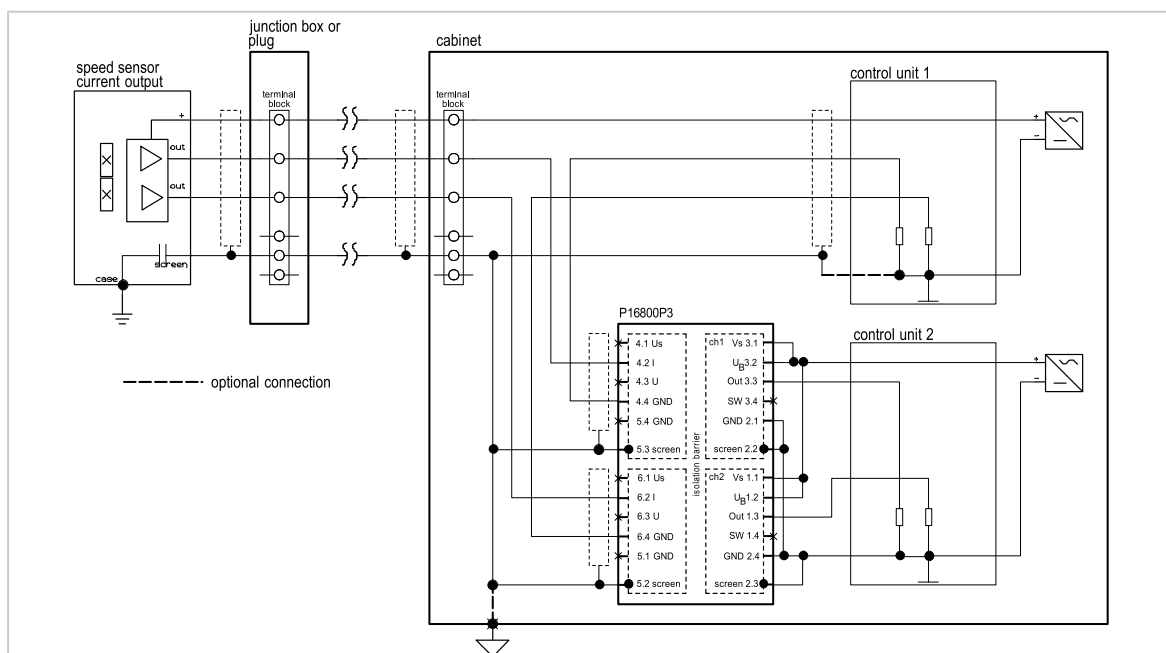 junction box or
plug
cabinet
speed sensor
current output
control unit 1
terminal
block
terminal
block
+
out
out
screen
case
+
–
P16800P3
control unit 2
optional connection
4.1 Us
4.2 I
4.3 U
4.4 GND
5.4 GND
5.3 screen
6.1 Us
6.2 I
6.3 U
6.4 GND
5.1 GND
5.2 screen
isolation barrier
ch1 Vs 3.1
UB3.2
Out 3.3
SW 3.4
GND 2.1
screen 2.2
ch2 Vs 1.1
UB1.2
Out 1.3
SW 1.4
GND 2.4
screen 2.3
+
–